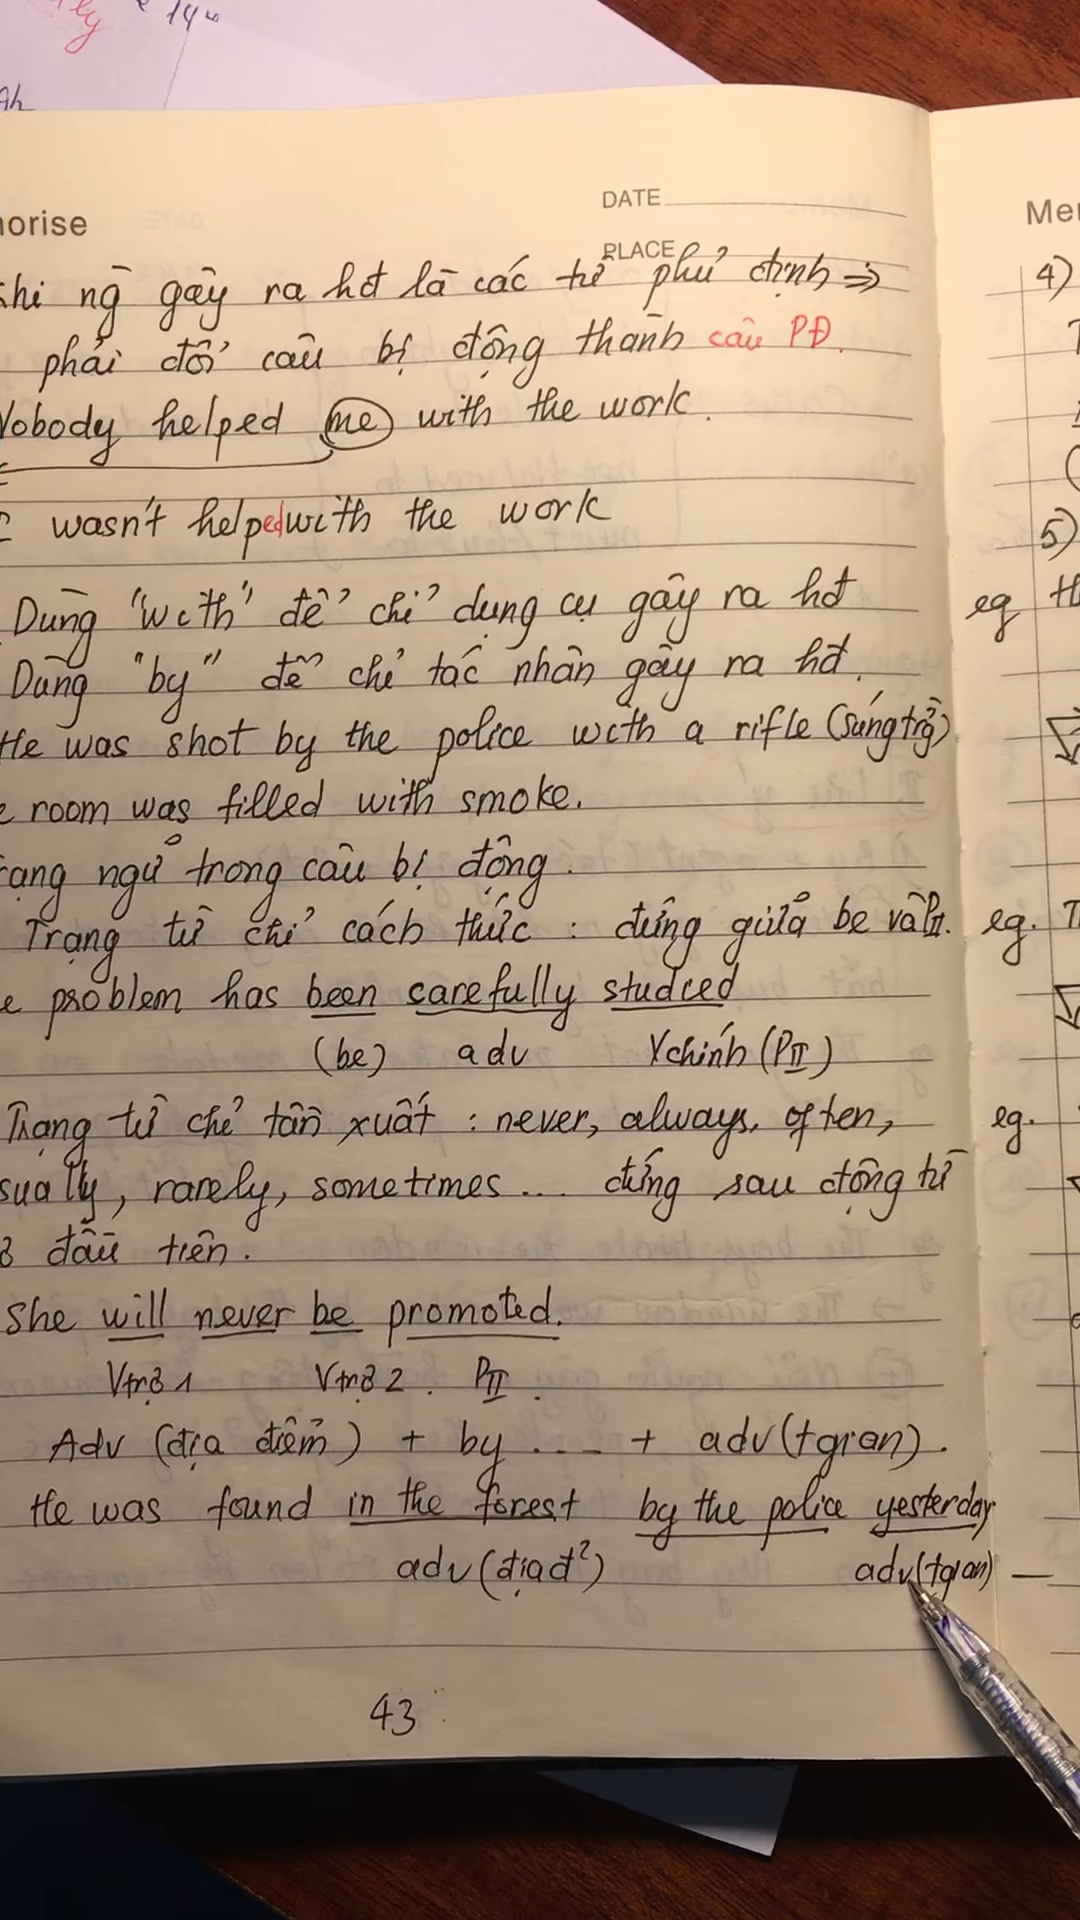 14
Ah
DATE
PLACE
orise
hi ng gây ra hđ là các từ phủ định ⇒
phải đổi câu bị động thành câu PĐ.
Nobody helped me with the work.
I wasn't helped with the work
Dùng "with" để chỉ dụng cụ gây ra hđ
Dùng "by" để chỉ tác nhân gây ra hđ.
He was shot by the police with a rifle (súng trg)
e room was filled with smoke.
rạng ngữ trong câu bị động.
Trạng từ chỉ cách thức : đứng giữa be và PII.
e problem has been carefully studied
(be) adv Vchính (PII)
Trạng từ chỉ tần xuất : never, always, often,
sually, rarely, sometimes ... đứng sau động từ
đầu tiên.
She will never be promoted.
Vtrợ 1 Vtrợ 2. PII.
Adv (địa điểm) + by .... + adv (tgian).
He was found in the forest by the police yesterday
adv (địa đ²) adv (tgian)
43
Me
4)
5)
eg
eg.
eg.